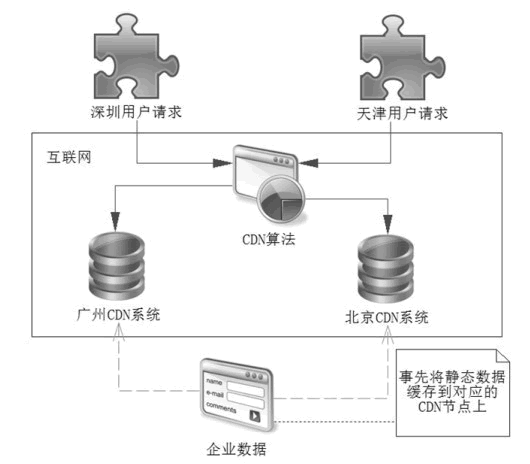 深圳用户请求
天津用户请求
互联网
CDN算法
广州CDN系统
北京CDN系统
name
e-mail
comments
企业数据
事先将静态数据
缓存到对应的
CDN节点上